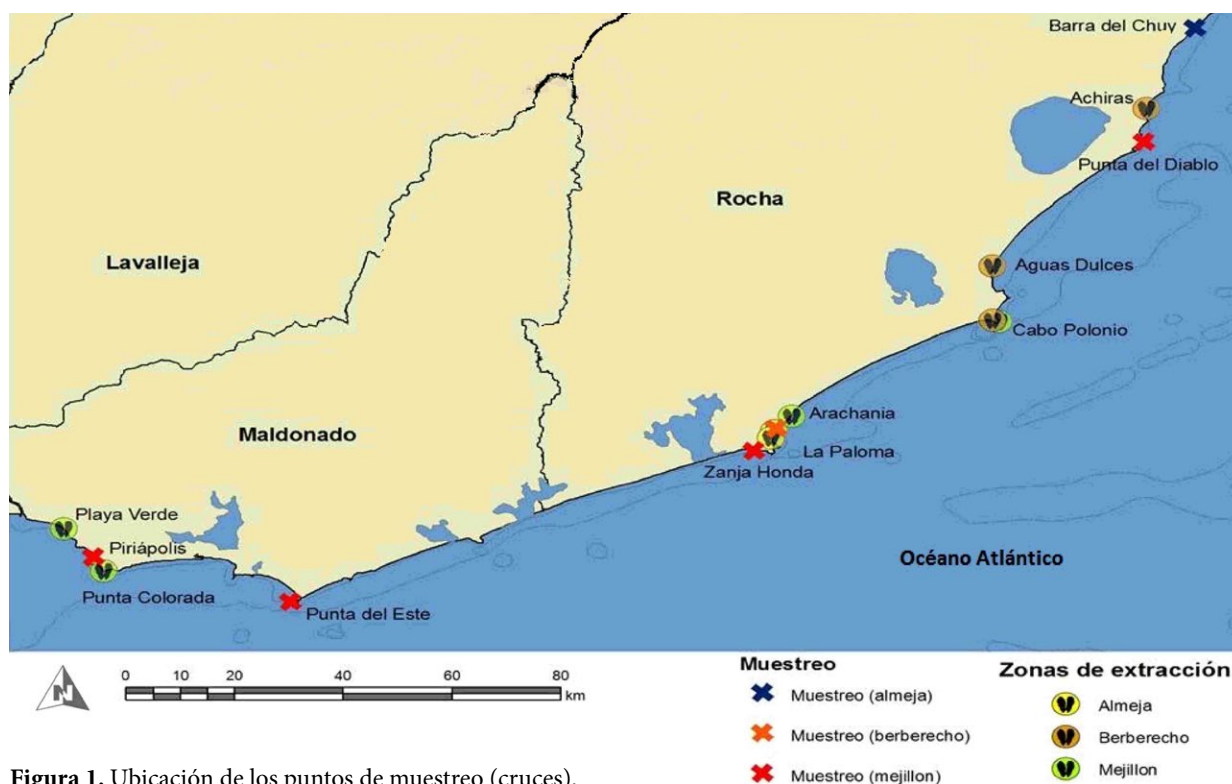 Barra del Chuy
Achiras
Punta del Diablo
Rocha
Lavalleja
Aguas Dulces
Cabo Polonio
Arachania
Maldonado
La Paloma
Zanja Honda
Playa Verde
Piriápolis
Océano Atlántico
Punta Colorada
Punta del Este
N
0 10 20 40 60 80
km
Muestreo
Muestreo (almeja)
Muestreo (berberecho)
Muestreo (mejillon)
Zonas de extracción
Almeja
Berberecho
Mejillon
Figura 1. Ubicación de los puntos de muestreo (cruces).